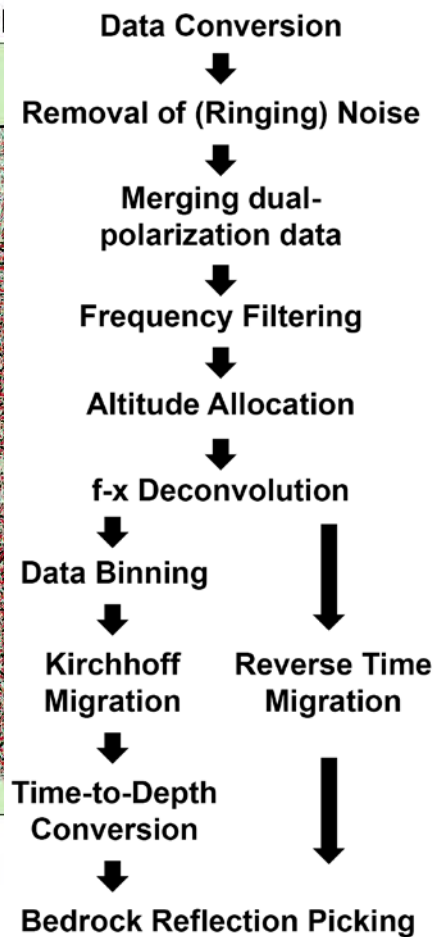 Data Conversion
Removal of (Ringing) Noise
Merging dual-
polarization data
Frequency Filtering
Altitude Allocation
f-x Deconvolution
Data Binning
Kirchhoff
Migration
Reverse Time
Migration
Time-to-Depth
Conversion
Bedrock Reflection Picking